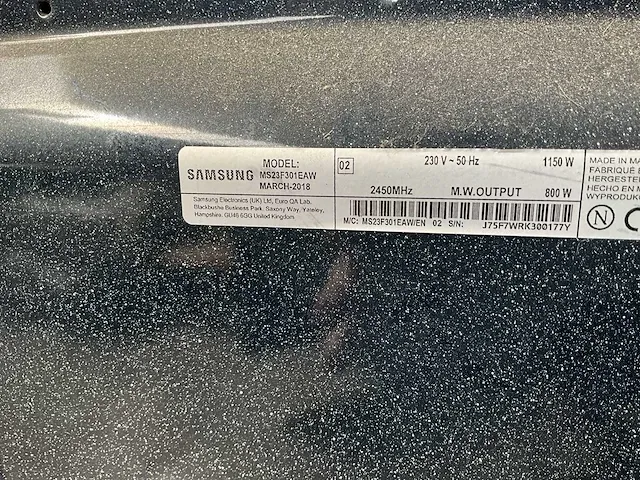 SAMSUNG
MODEL:
MS23F301EAW
MARCH-2018
Samsung Electronics (UK) Ltd, Euro QA Lab.
Blackbushe Business Park. Saxony Way, Yateley,
Hampshire. GU46 6GG United Kingdom
02
230 V ~ 50 Hz
1150 W
2450MHz
M.W.OUTPUT
800 W
M/C: MS23F301EAW/EN 02 S/N:
J75F7WRK300177Y
MADE IN
FABRIQUE
HERGESTE
HECHO EN
WYPRODUK
N